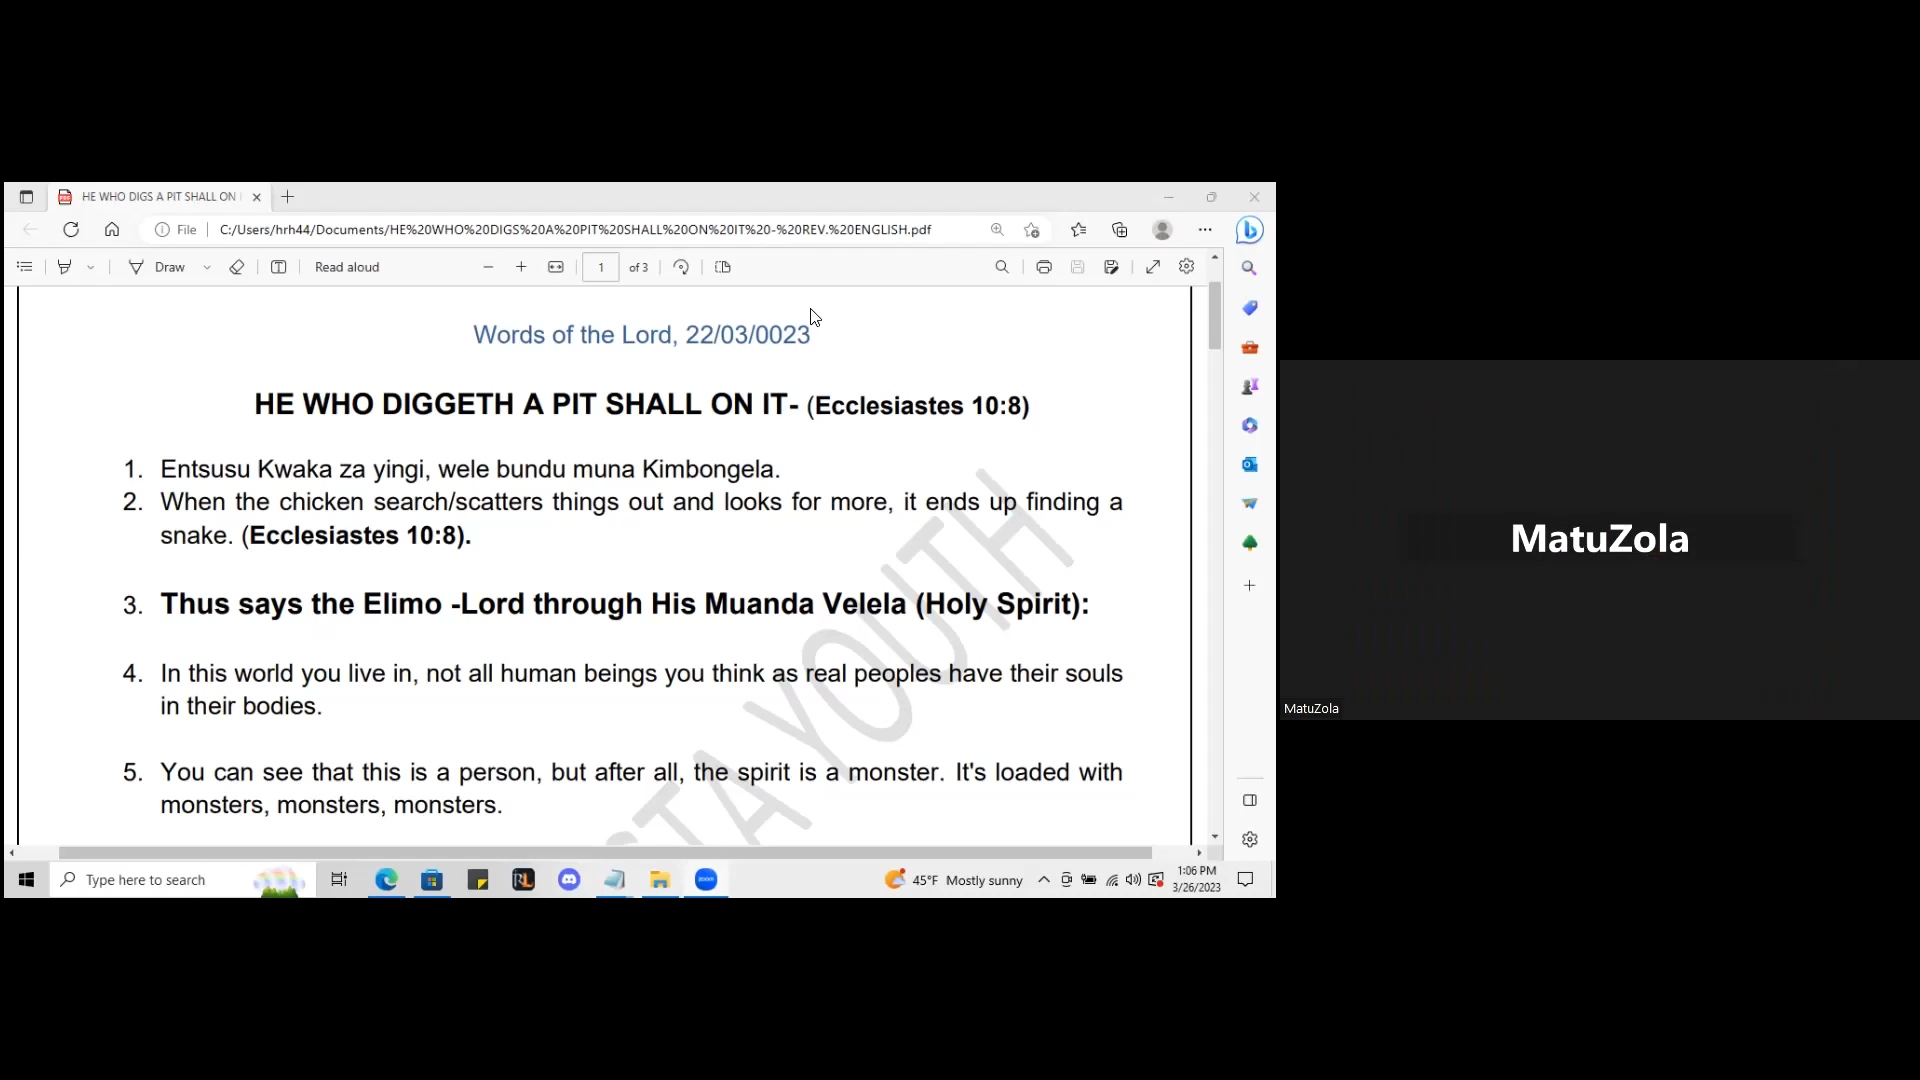 HE WHO DIGS A PIT SHALL ON
File
C:/Users/hrh44/Documents/HE%20WHO%20DIGS%20A%20PIT%20SHALL%20ON%20IT%20-%20REV.%20ENGLISH.pdf
Draw
Read aloud
1
of 3
Words of the Lord, 22/03/0023
HE WHO DIGGETH A PIT SHALL ON IT- (Ecclesiastes 10:8)
1. Entsusu Kwaka za yingi, wele bundu muna Kimbongela.
2. When the chicken search/scatters things out and looks for more, it ends up finding a
snake. (Ecclesiastes 10:8).
3. Thus says the Elimo -Lord through His Muanda Velela (Holy Spirit):
4. In this world you live in, not all human beings you think as real peoples have their souls
in their bodies.
5. You can see that this is a person, but after all, the spirit is a monster. It's loaded with
monsters, monsters, monsters.
STA YOUTH
MatuZola
MatuZola
Type here to search
zoom
45°F Mostly sunny
1:06 PM
3/26/2023